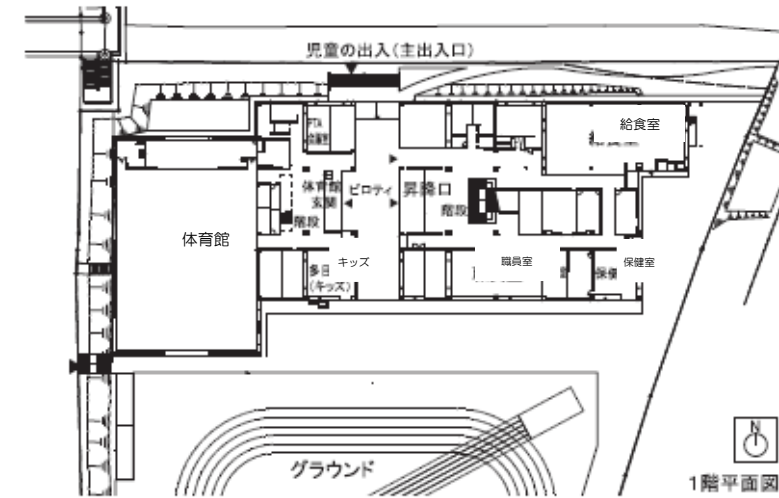 児童の出入(主出入口)
PTA
会議室
給食室
体育館
玄関
ピロティ
昇降口
階段
階段
体育館
キッズ
職員室
保健室
多目
(キッズ)
保健
グラウンド
N
1階平面図